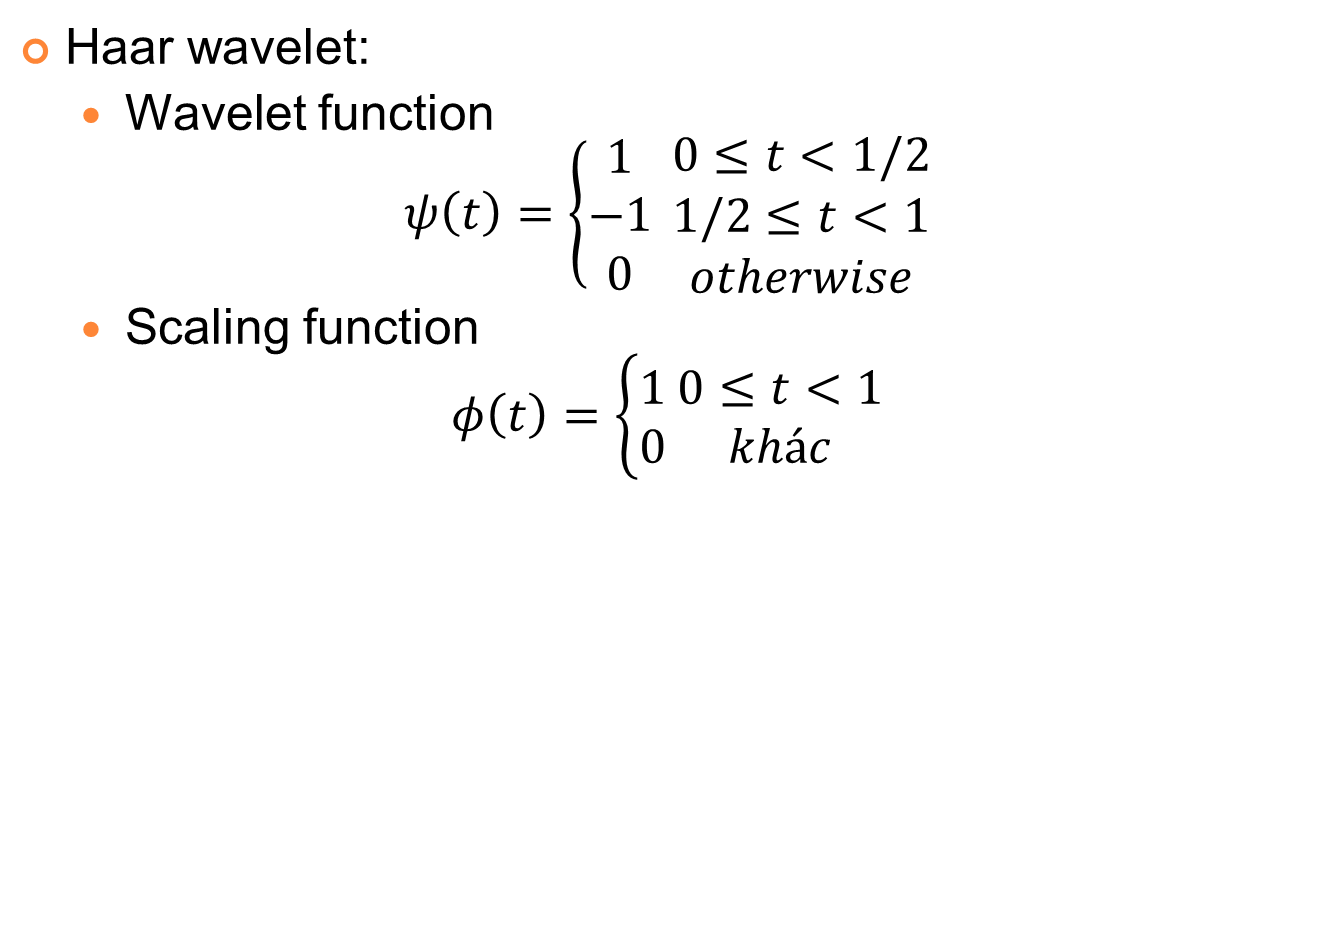 Haar wavelet:
Wavelet function
𝜓(𝑡) = { 1 0 ≤ 𝑡 < 1/2
−1 1/2 ≤ 𝑡 < 1
0 𝑜𝑡ℎ𝑒𝑟𝑤𝑖𝑠𝑒
Scaling function
𝜙(𝑡) = { 1 0 ≤ 𝑡 < 1
0 𝑘ℎá𝑐